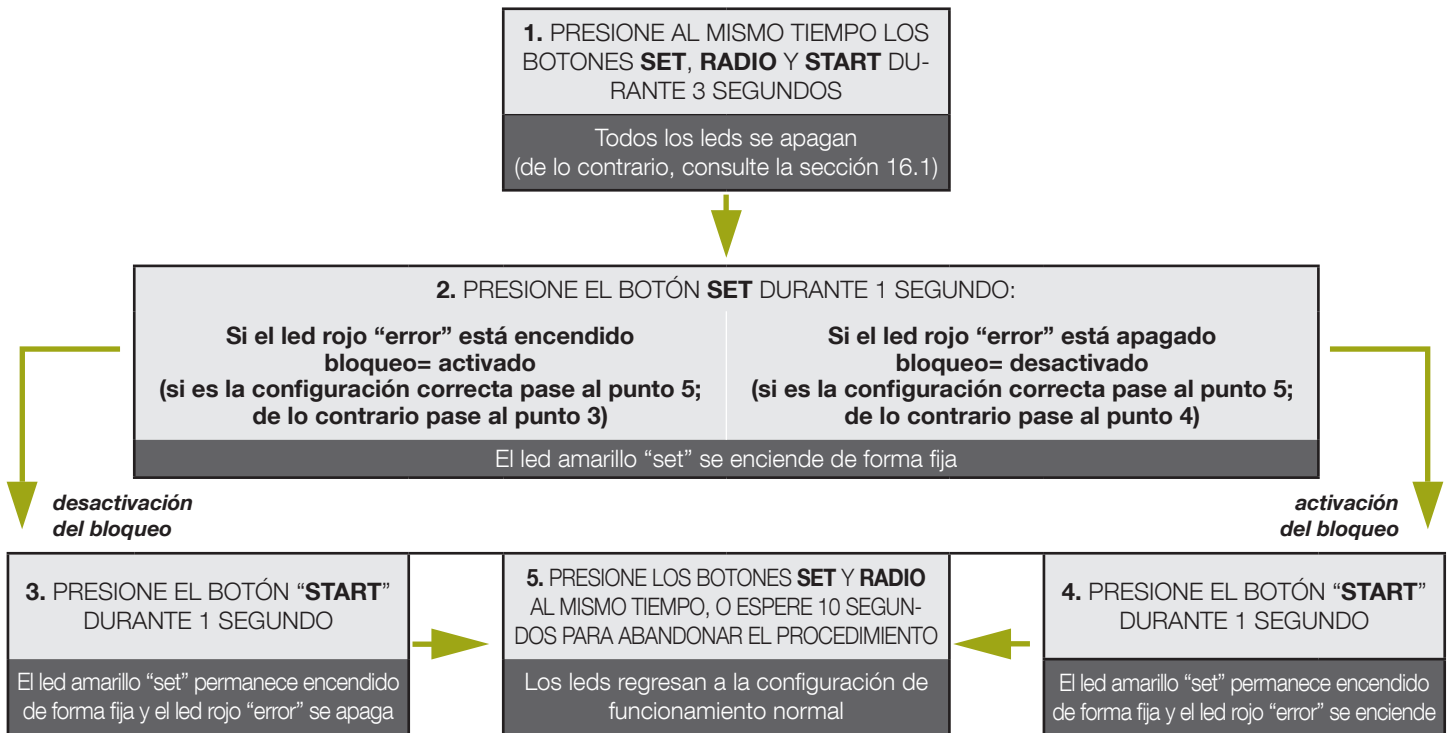 1. PRESIONE AL MISMO TIEMPO LOS
BOTONES SET, RADIO Y START DU-
RANTE 3 SEGUNDOS
Todos los leds se apagan
(de lo contrario, consulte la sección 16.1)
2. PRESIONE EL BOTÓN SET DURANTE 1 SEGUNDO:
Si el led rojo “error” está encendido
bloqueo= activado
(si es la configuración correcta pase al punto 5;
de lo contrario pase al punto 3)
Si el led rojo “error” está apagado
bloqueo= desactivado
(si es la configuración correcta pase al punto 5;
de lo contrario pase al punto 4)
El led amarillo “set” se enciende de forma fija
desactivación
del bloqueo
activación
del bloqueo
3. PRESIONE EL BOTÓN “START”
DURANTE 1 SEGUNDO
El led amarillo “set” permanece encendido
de forma fija y el led rojo “error” se apaga
5. PRESIONE LOS BOTONES SET Y RADIO
AL MISMO TIEMPO, O ESPERE 10 SEGUN-
DOS PARA ABANDONAR EL PROCEDIMIENTO
Los leds regresan a la configuración de
funcionamiento normal
4. PRESIONE EL BOTÓN “START”
DURANTE 1 SEGUNDO
El led amarillo “set” permanece encendido
de forma fija y el led rojo “error” se enciende